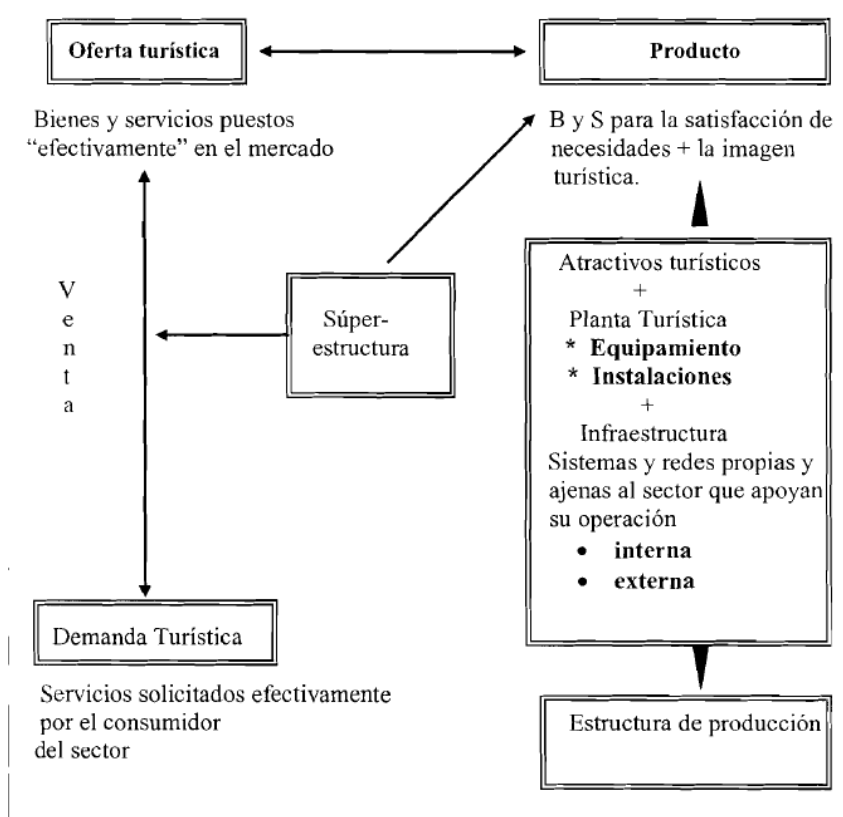 Oferta turística
Producto
Bienes y servicios puestos
“efectivamente” en el mercado
B y S para la satisfacción de
necesidades + la imagen
turística.
V
e
n
t
a
Súper-
estructura
Atractivos turísticos
+
Planta Turística
* Equipamiento
* Instalaciones
+
Infraestructura
Sistemas y redes propias y
ajenas al sector que apoyan
su operación
• interna
• externa
Demanda Turística
Servicios solicitados efectivamente
por el consumidor
del sector
Estructura de producción